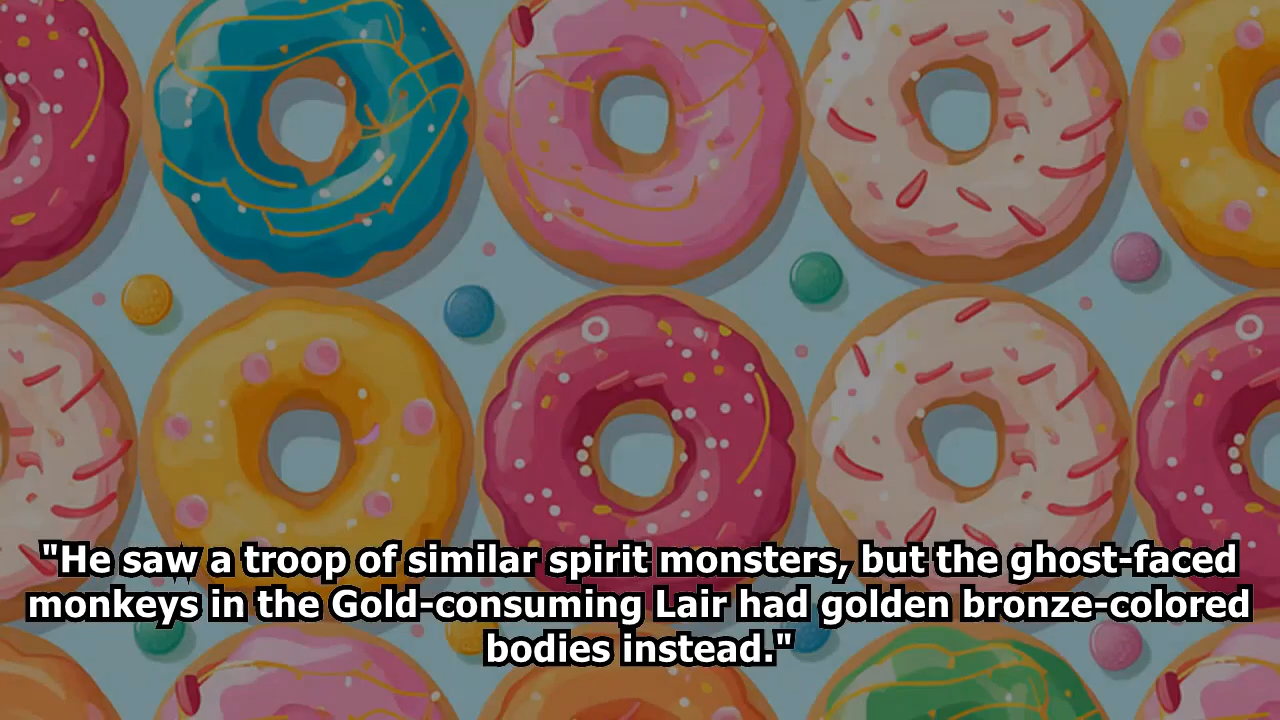 "He saw a troop of similar spirit monsters, but the ghost-faced
monkeys in the Gold-consuming Lair had golden bronze-colored
bodies instead."